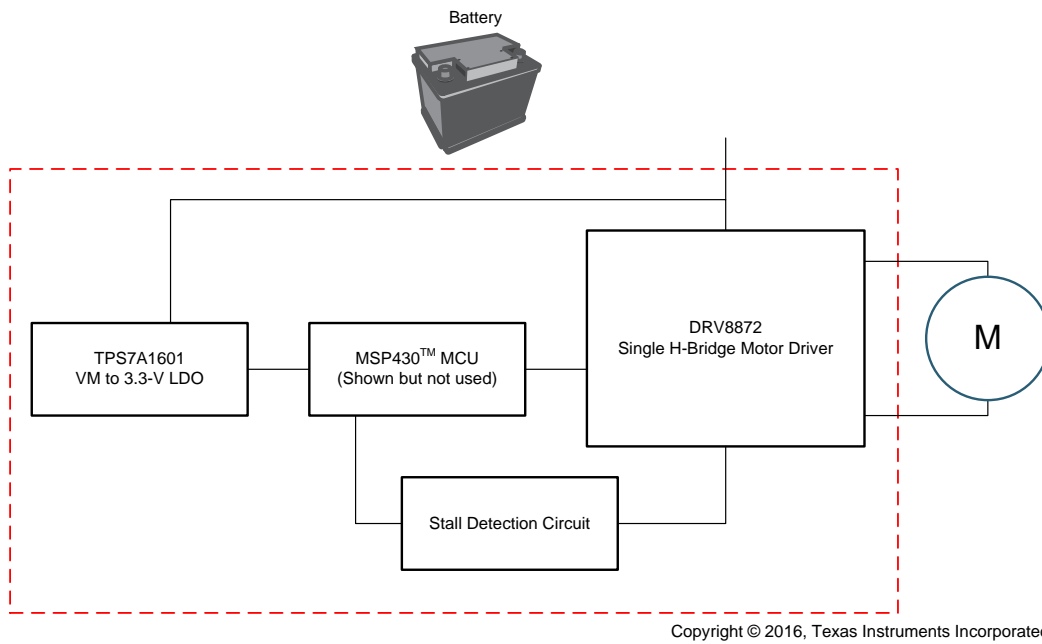 Battery
TPS7A1601
VM to 3.3-V LDO
MSP430™ MCU
(Shown but not used)
DRV8872
Single H-Bridge Motor Driver
M
Stall Detection Circuit
Copyright © 2016, Texas Instruments Incorporated